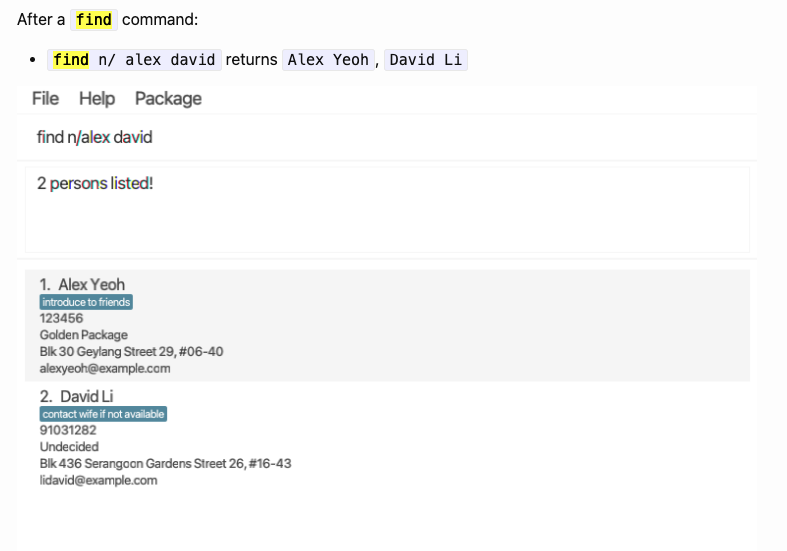 After a find command:
• find n/ alex david returns Alex Yeoh, David Li
File Help Package
find n/alex david
2 persons listed!
1. Alex Yeoh
introduce to friends
123456
Golden Package
Blk 30 Geylang Street 29, #06-40
alexyeoh@example.com
2. David Li
contact wife if not available
91031282
Undecided
Blk 436 Serangoon Gardens Street 26, #16-43
lidavid@example.com